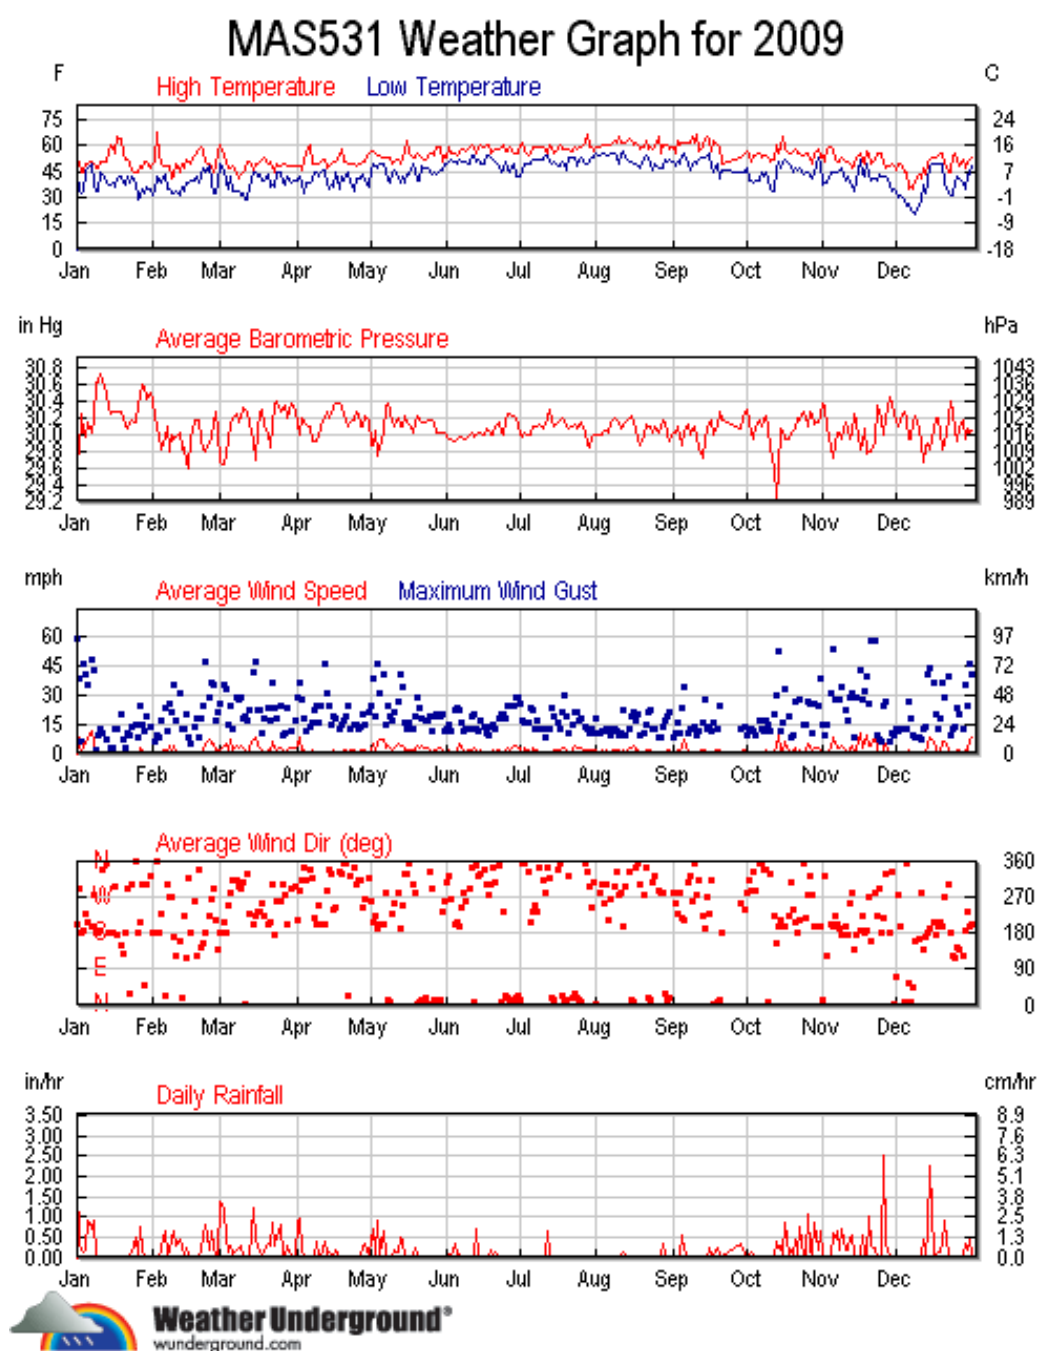 MAS531 Weather Graph for 2009
F High Temperature Low Temperature C
75 24
60 16
45 7
30 -1
15 -9
0 -18
Jan Feb Mar Apr May Jun Jul Aug Sep Oct Nov Dec
in Hg Average Barometric Pressure hPa
30.8 1043
30.6 1036
30.4 1029
30.2 1023
30.0 1016
29.8 1009
29.6 1002
29.4 996
29.2 989
Jan Feb Mar Apr May Jun Jul Aug Sep Oct Nov Dec
mph Average Wind Speed Maximum Wind Gust km/h
60 97
45 72
30 48
15 24
0 0
Jan Feb Mar Apr May Jun Jul Aug Sep Oct Nov Dec
Average Wind Dir (deg)
N 360
W 270
S 180
E 90
N 0
Jan Feb Mar Apr May Jun Jul Aug Sep Oct Nov Dec
in/hr Daily Rainfall cm/hr
3.50 8.9
3.00 7.6
2.50 6.3
2.00 5.1
1.50 3.8
1.00 2.5
0.50 1.3
0.00 0.0
Jan Feb Mar Apr May Jun Jul Aug Sep Oct Nov Dec
Weather Underground®
wunderground.com